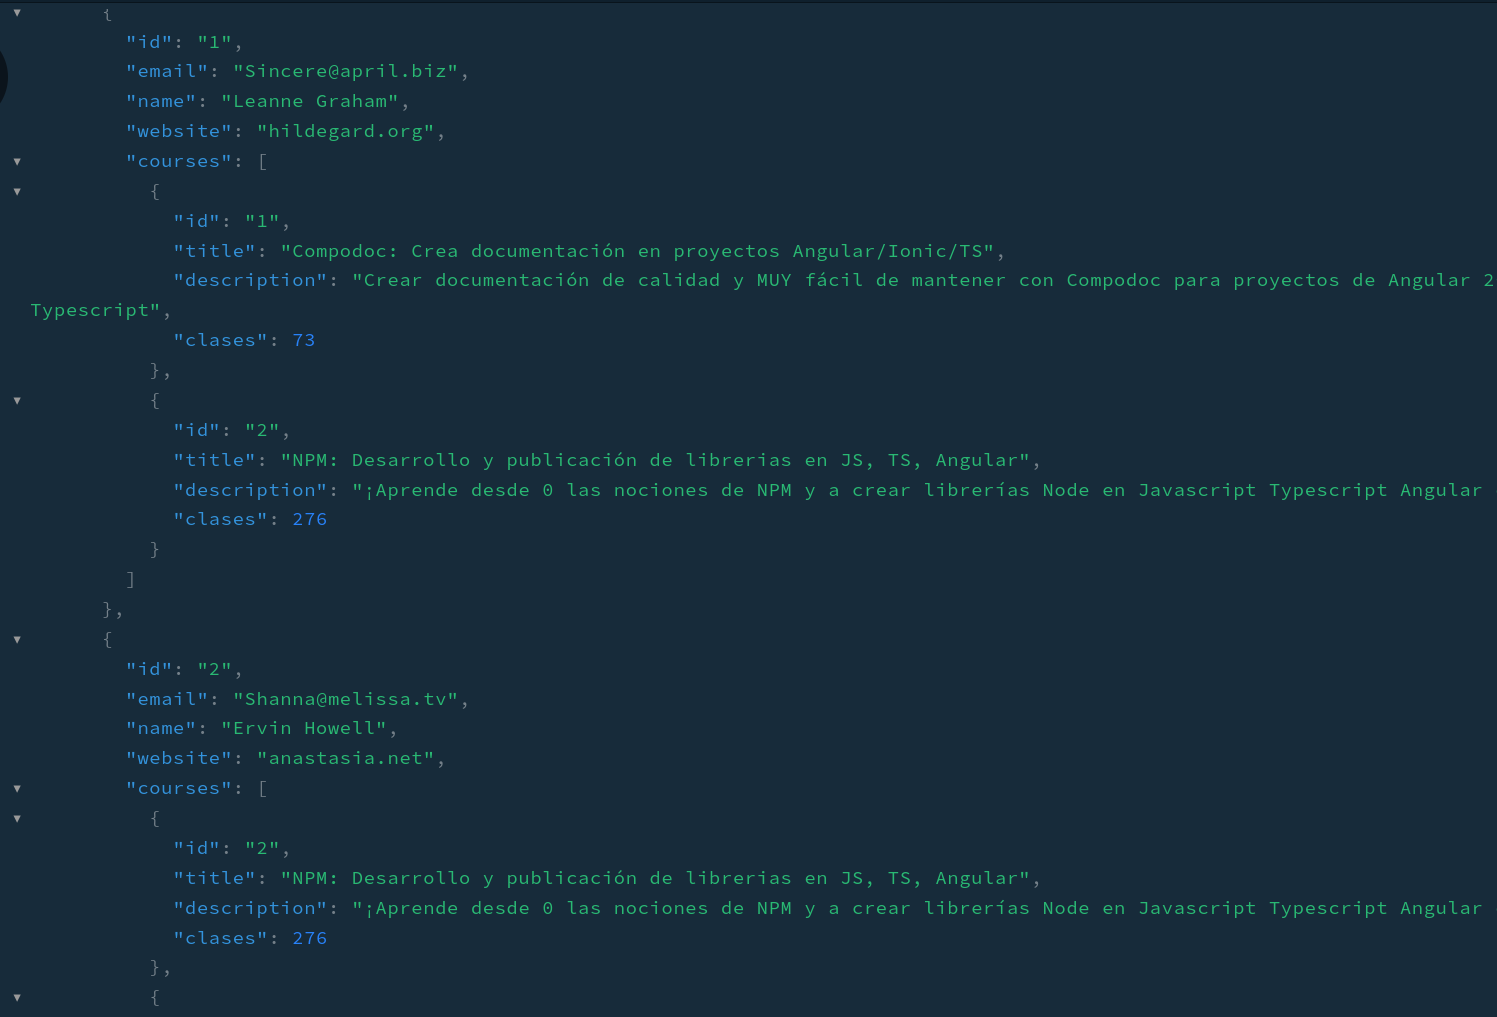 {
"id": "1",
"email": "Sincere@april.biz",
"name": "Leanne Graham",
"website": "hildegard.org",
"courses": [
{
"id": "1",
"title": "Compodoc: Crea documentación en proyectos Angular/Ionic/TS",
"description": "Crear documentación de calidad y MUY fácil de mantener con Compodoc para proyectos de Angular 2
Typescript",
"clases": 73
},
{
"id": "2",
"title": "NPM: Desarrollo y publicación de librerias en JS, TS, Angular",
"description": "¡Aprende desde 0 las nociones de NPM y a crear librerías Node en Javascript Typescript Angular
"clases": 276
}
]
},
{
"id": "2",
"email": "Shanna@melissa.tv",
"name": "Ervin Howell",
"website": "anastasia.net",
"courses": [
{
"id": "2",
"title": "NPM: Desarrollo y publicación de librerias en JS, TS, Angular",
"description": "¡Aprende desde 0 las nociones de NPM y a crear librerías Node en Javascript Typescript Angular
"clases": 276
},
{